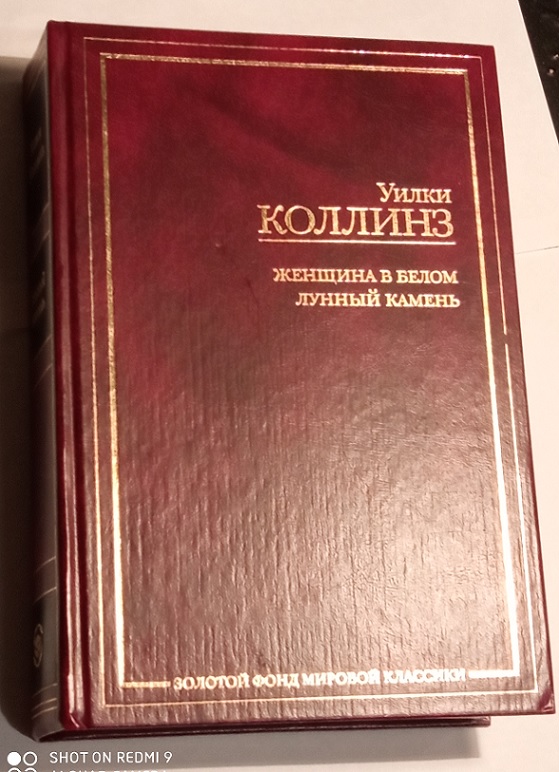 Уилки
КОЛЛИНЗ
ЖЕНЩИНА В БЕЛОМ
ЛУННЫЙ КАМЕНЬ
ЗОЛОТОЙ ФОНД МИРОВОЙ КЛАССИКИ
SHOT ON REDMI 9